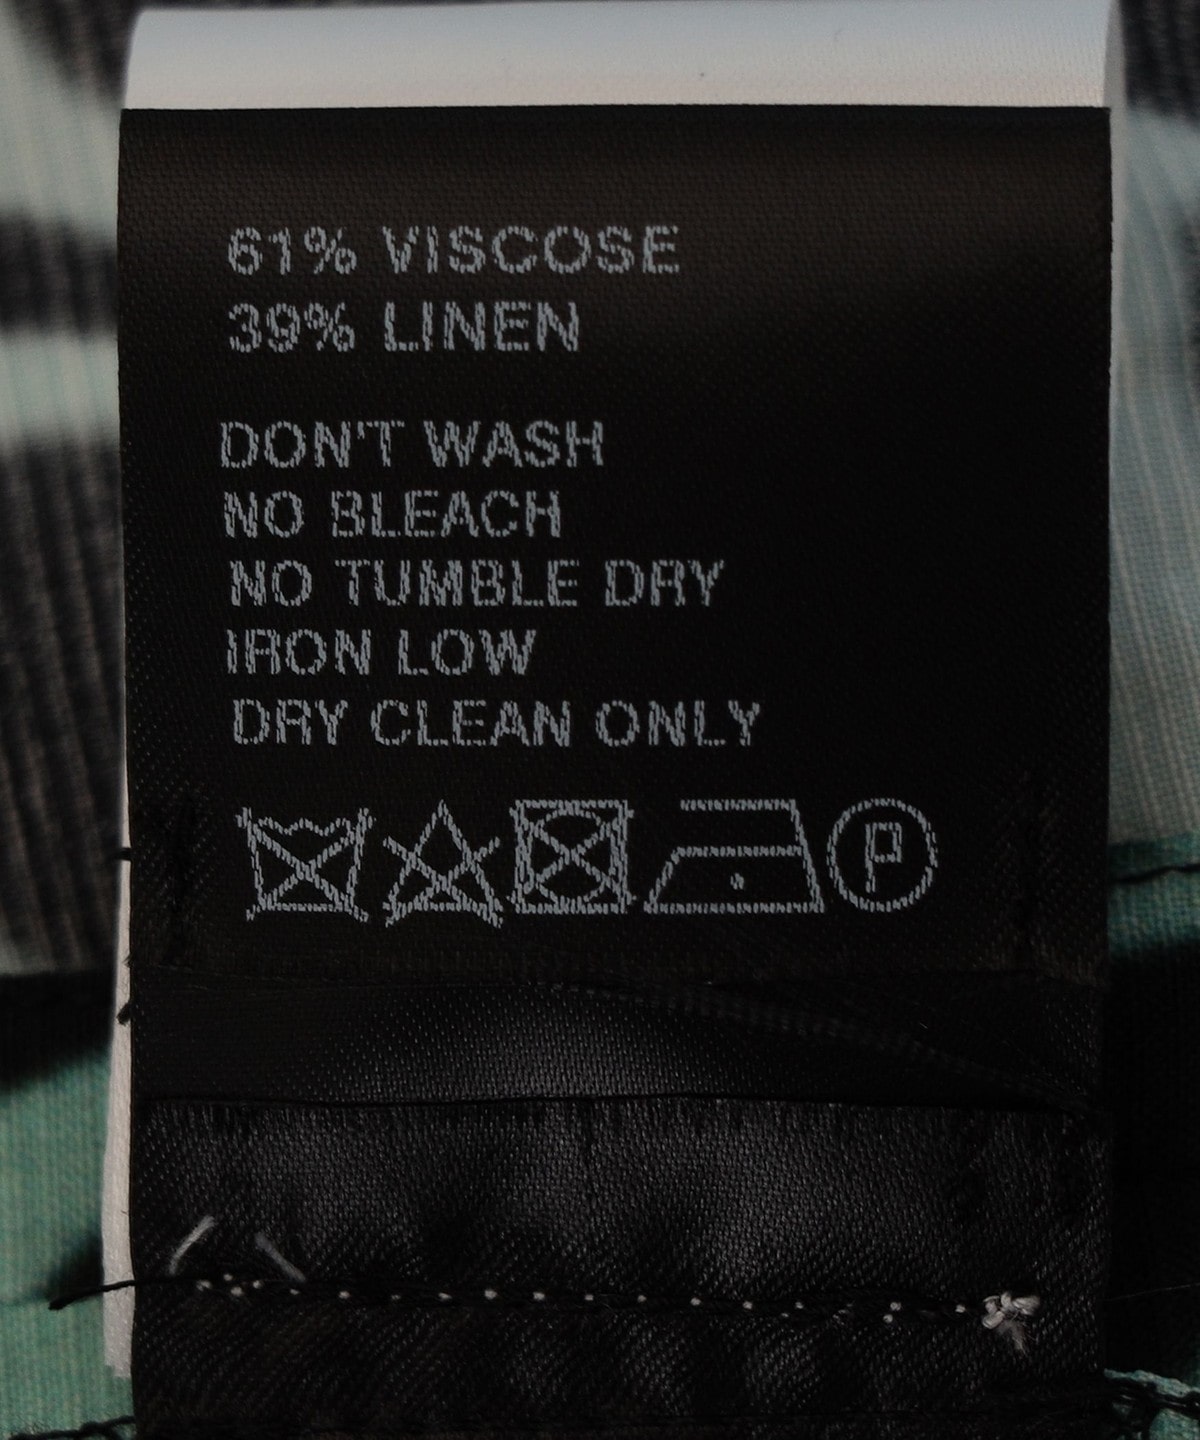 61% VISCOSE
39% LINEN
DON'T WASH
NO BLEACH
NO TUMBLE DRY
IRON LOW
DRY CLEAN ONLY
P